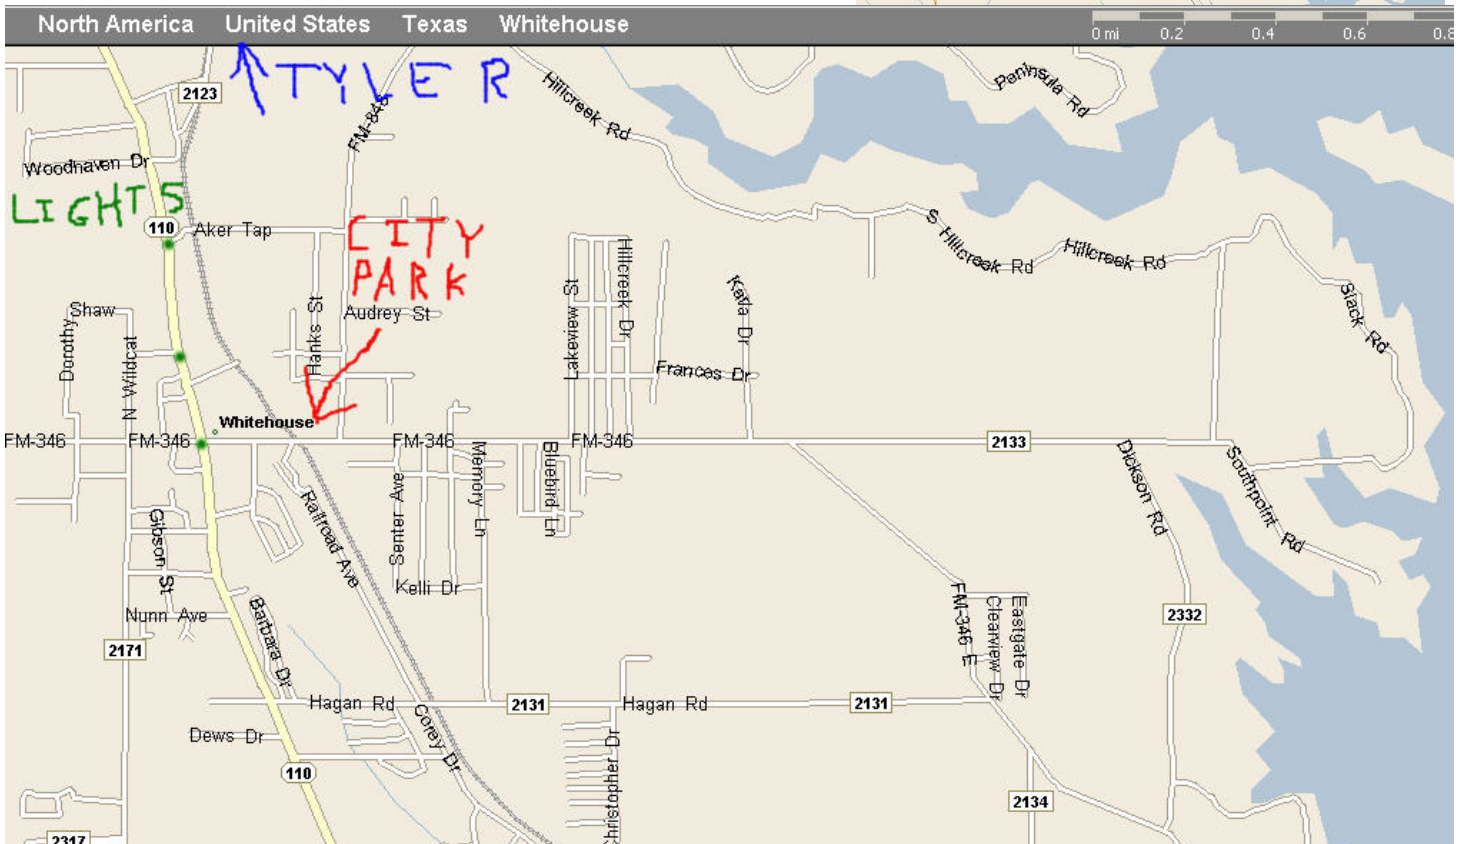 North America United States Texas Whitehouse
0 mi 0.2 0.4 0.6 0.8
TYLER
2123
FM-848
Hillcreek Rd
Peninsula Rd
Woodhaven Dr
LIGHTS
110
Aker Tap
CITY
PARK
S Hillcreek Rd
Hillcreek Rd
Slack Rd
Shaw
Dorothy
N Wildcat
Hanks St
Audrey St
Lakeview St
Hillcreek Dr
Karla Dr
Frances Dr
Whitehouse
FM-346
FM-346
FM-346
FM-346
2133
Dickson Rd
Southpoint Rd
Gibson St
Railroad Ave
Senter Ave
Memory Ln
Bluebird Ln
Kelli Dr
Nunn Ave
Barbara Dr
FM-346 E
Clearview Dr
Eastgate Dr
2332
2171
Hagan Rd
2131
Hagan Rd
2131
Dews Dr
Corey Dr
110
Christopher Dr
2134
2317